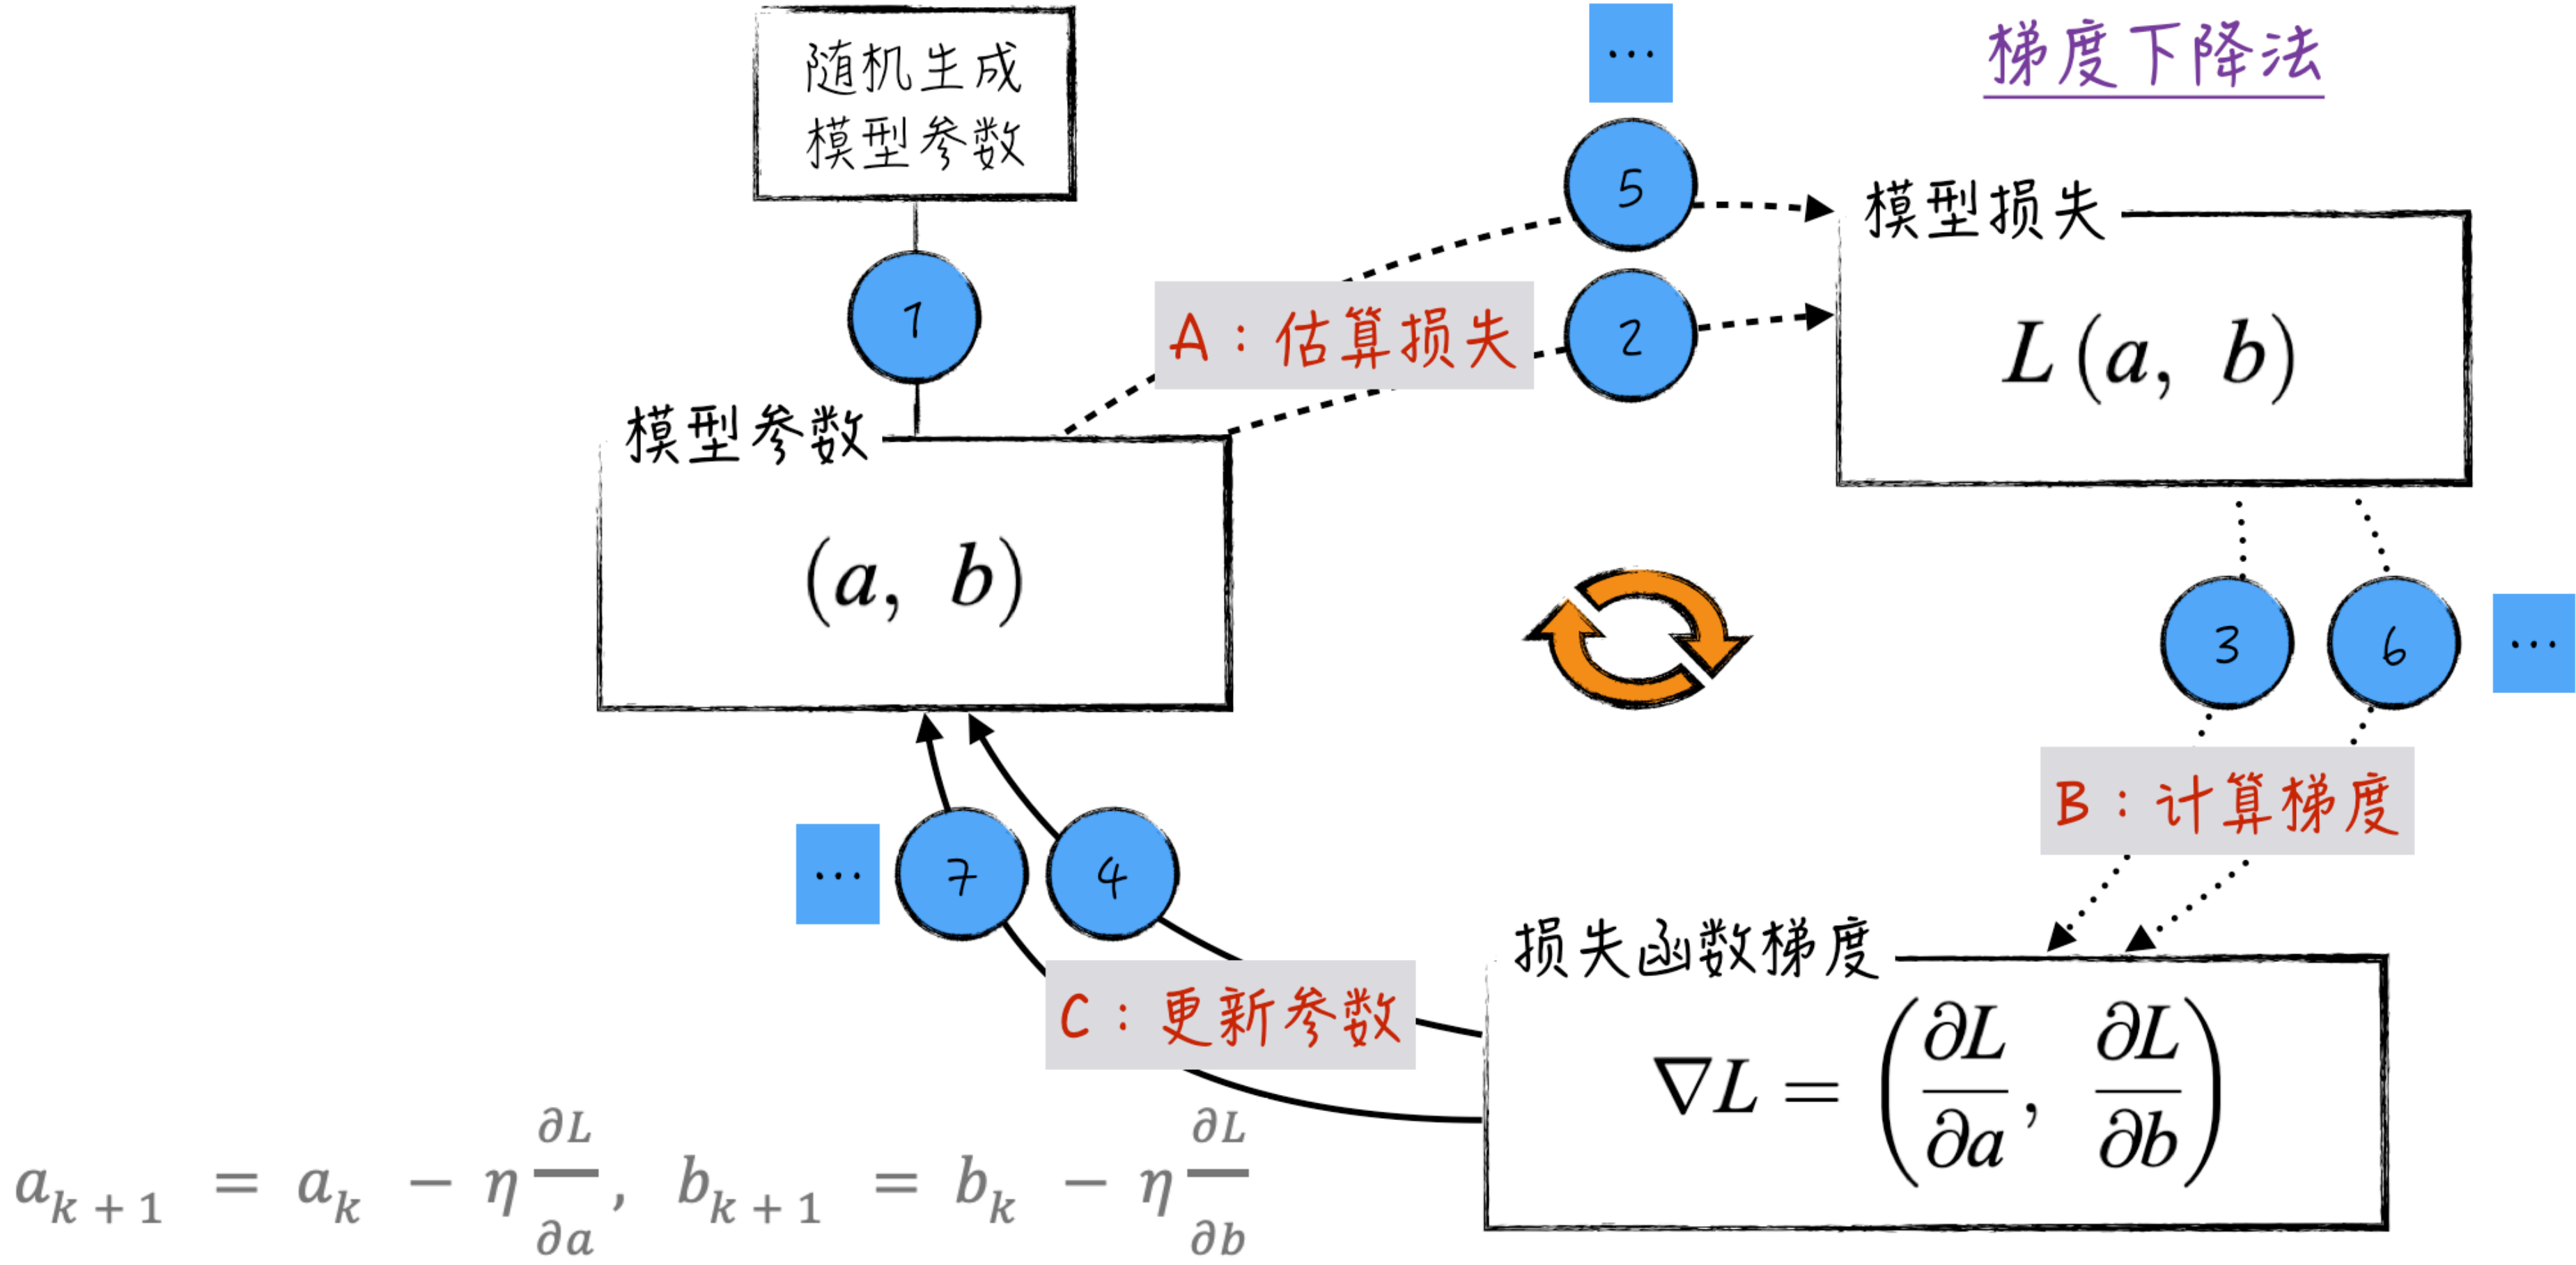 梯度下降法
随机生成
模型参数
1
模型参数
(a, b)
A：估算损失
…
5
2
模型损失
L (a, b)
3
6
…
B：计算梯度
损失函数梯度
∇L = (∂L/∂a, ∂L/∂b)
…
7
4
C：更新参数
a_{k+1} = a_k − η ∂L/∂a, b_{k+1} = b_k − η ∂L/∂b